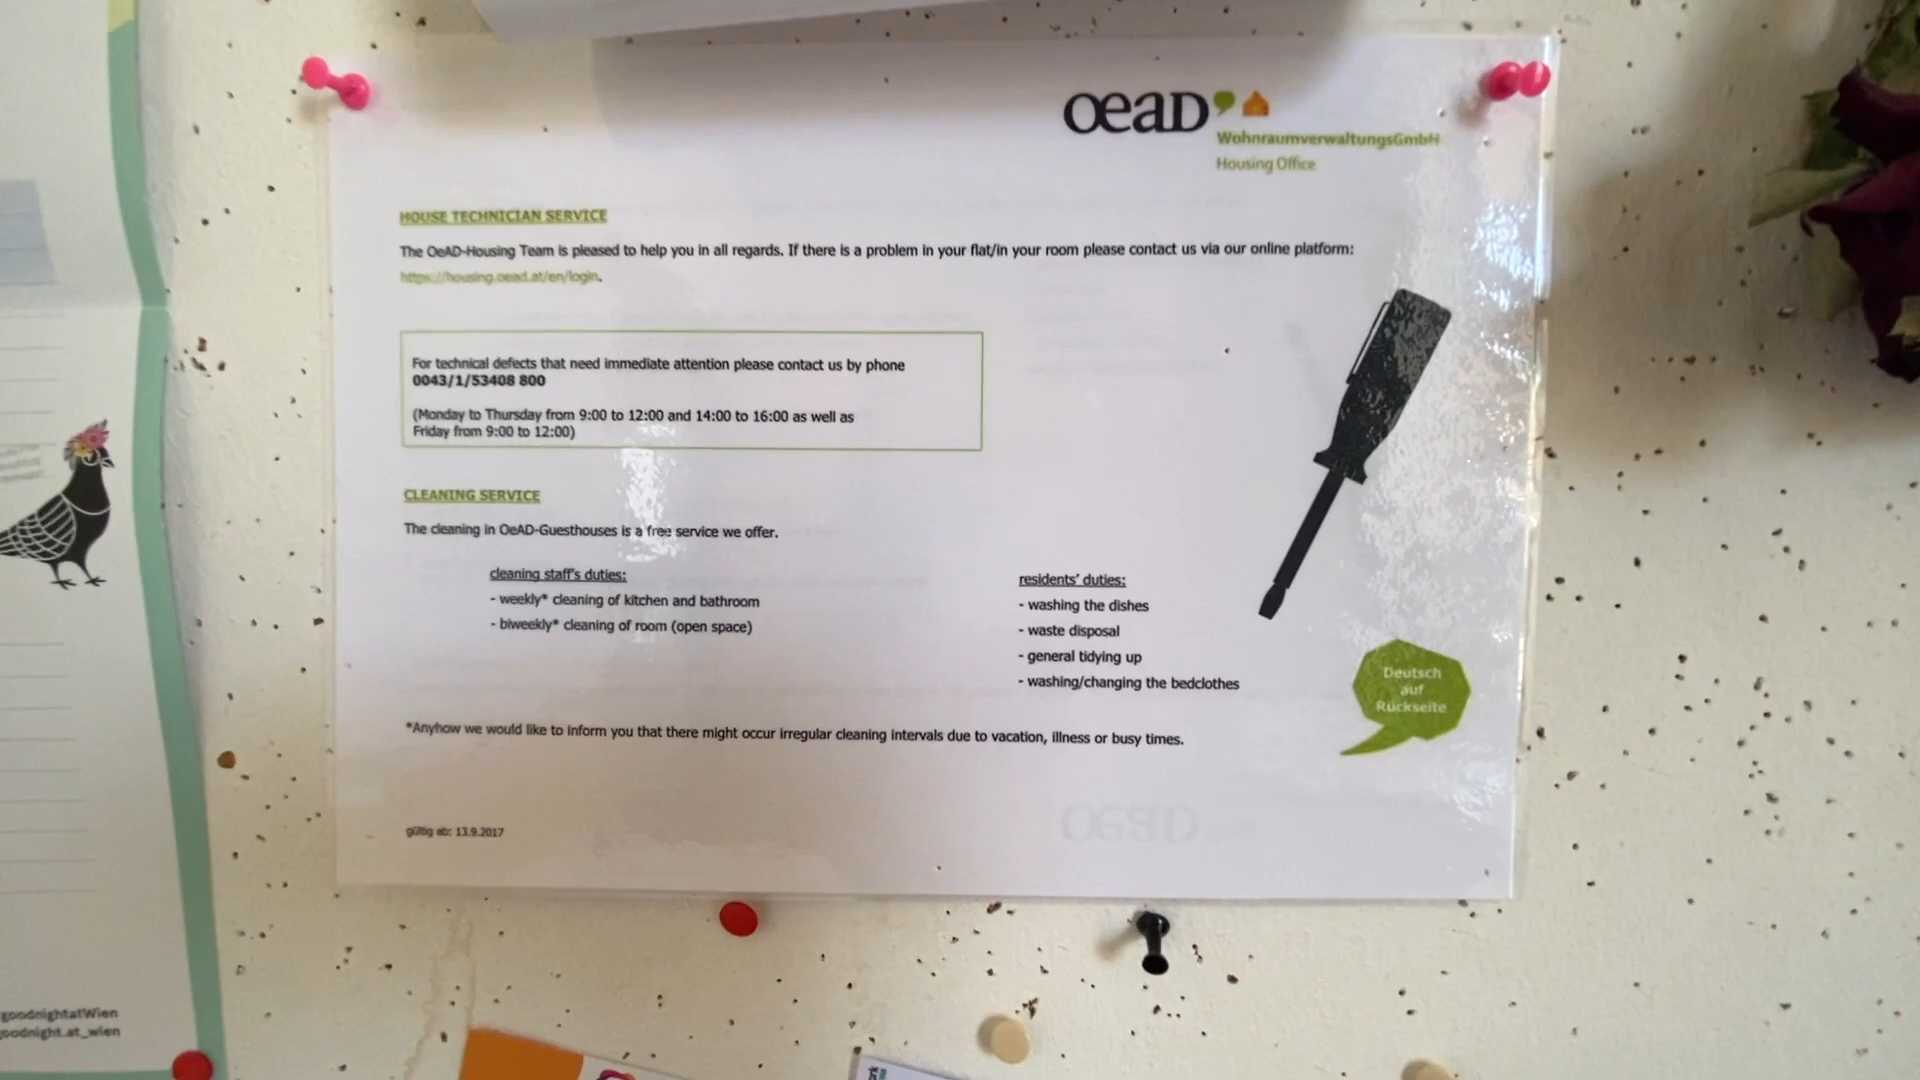 OeAD
WohnraumverwaltungsGmbH
Housing Office
HOUSE TECHNICIAN SERVICE
The OeAD-Housing Team is pleased to help you in all regards. If there is a problem in your flat/in your room please contact us via our online platform:
https://housing.oead.at/en/login.
For technical defects that need immediate attention please contact us by phone
0043/1/53408 800
(Monday to Thursday from 9:00 to 12:00 and 14:00 to 16:00 as well as
Friday from 9:00 to 12:00)
CLEANING SERVICE
The cleaning in OeAD-Guesthouses is a free service we offer.
cleaning staff's duties:
- weekly* cleaning of kitchen and bathroom
- biweekly* cleaning of room (open space)
residents' duties:
- washing the dishes
- waste disposal
- general tidying up
- washing/changing the bedclothes
Deutsch
auf
Rückseite
*Anyhow we would like to inform you that there might occur irregular cleaning intervals due to vacation, illness or busy times.
gültig ab: 13.9.2017
goodnightatWien
oodnight.at_wien